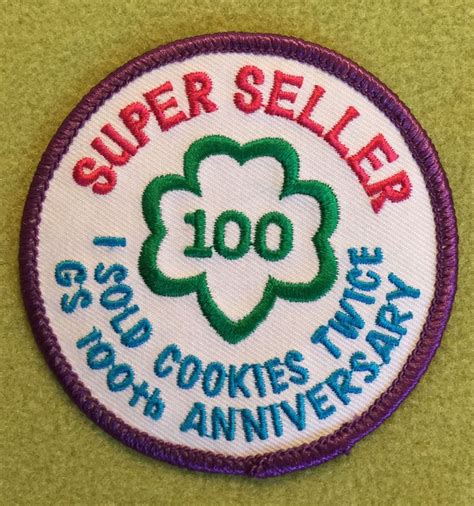 SUPER SELLER
100
I SOLD COOKIES TWICE
GS 100th ANNIVERSARY